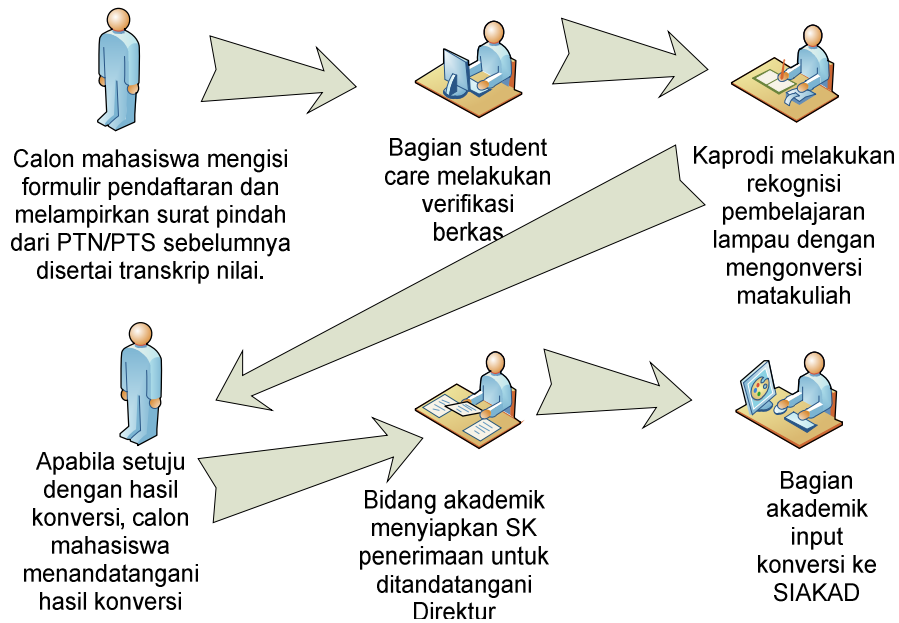 Calon mahasiswa mengisi
formulir pendaftaran dan
melampirkan surat pindah
dari PTN/PTS sebelumnya
disertai transkrip nilai.
Bagian student
care melakukan
verifikasi
berkas.
Kaprodi melakukan
rekognisi
pembelajaran
lampau dengan
mengonversi
matakuliah
Apabila setuju
dengan hasil
konversi, calon
mahasiswa
menandatangani
hasil konversi
Bidang akademik
menyiapkan SK
penerimaan untuk
ditandatangani
Direktur
Bagian
akademik
input
konversi ke
SIAKAD